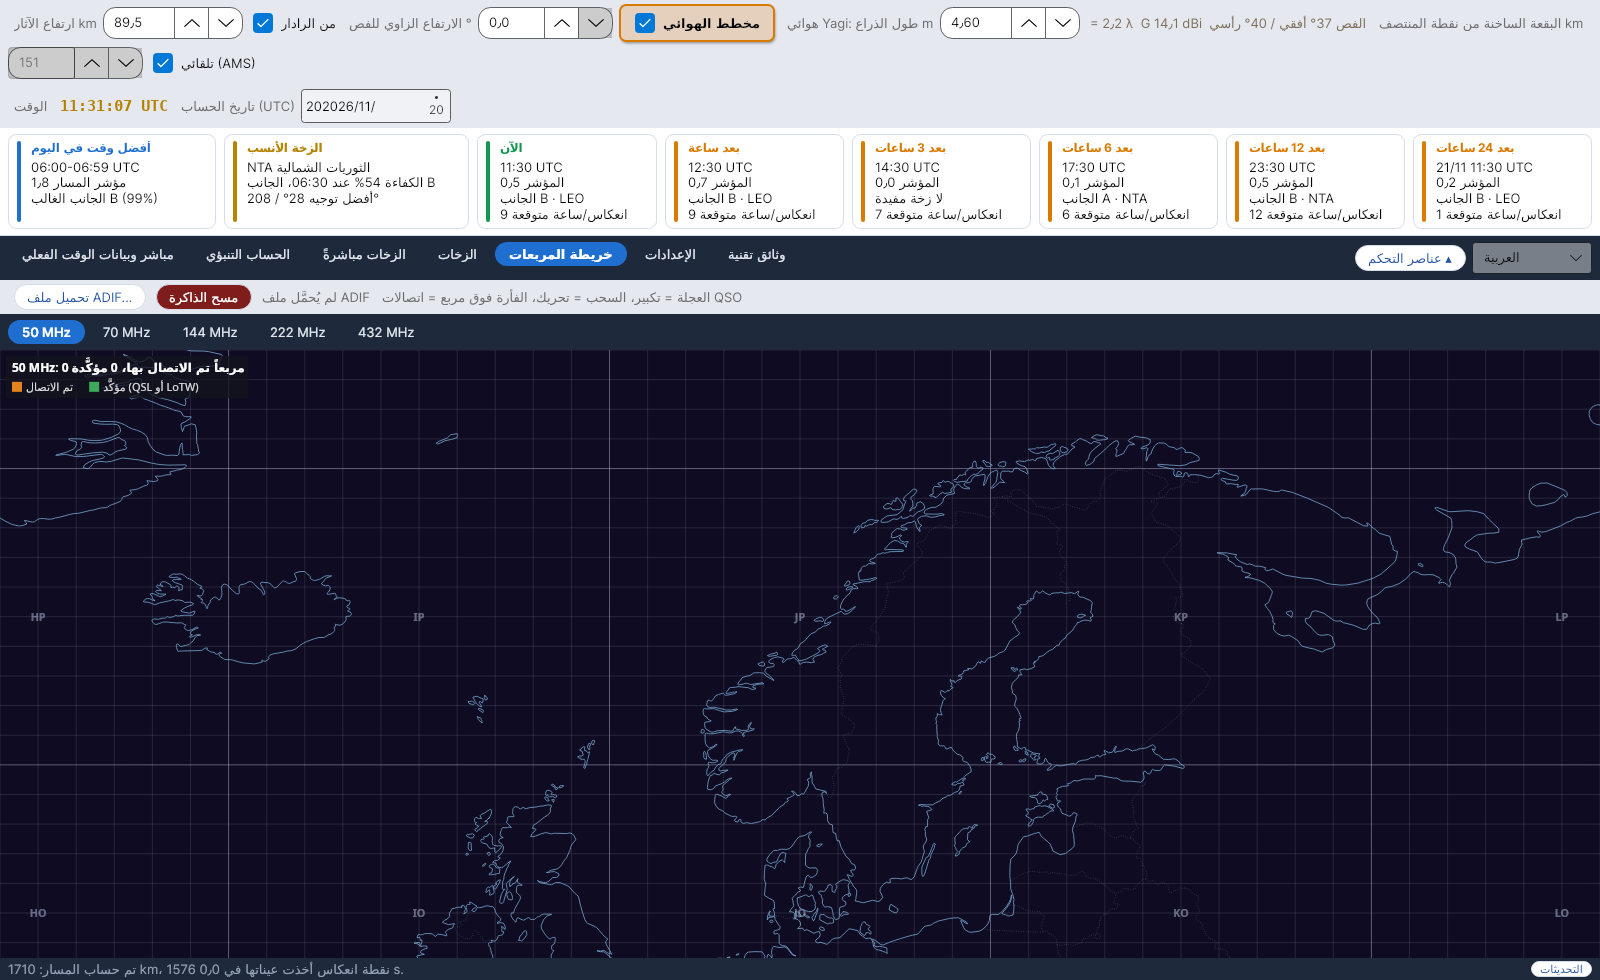 ارتفاع الآثار km 89٫5 من الرادار الارتفاع الزاوي للفص ° 0٫0 مخطط الهوائي هوائي Yagi: طول الذراع m 4٫60 = 2٫2 λ G 14٫1 dBi الفص 37° أفقي / 40° رأسي البقعة الساخنة من نقطة المنتصف km
151 تلقائي (AMS)
الوقت 11:31:07 UTC تاريخ الحساب (UTC) 202026/11/ 20
أفضل وقت في اليوم
06:00-06:59 UTC
مؤشر المسار 1٫8
الجانب الغالب B (99%)
الزخة الأنسب
NTA الثوريات الشمالية
الكفاءة 54% عند 06:30، الجانب B
أفضل توجيه 28° / 208°
الآن
11:30 UTC
المؤشر 0٫5
الجانب B · LEO
انعكاس/ساعة متوقعة 9
بعد ساعة
12:30 UTC
المؤشر 0٫7
الجانب B · LEO
انعكاس/ساعة متوقعة 9
بعد 3 ساعات
14:30 UTC
المؤشر 0٫0
لا زخة مفيدة
انعكاس/ساعة متوقعة 7
بعد 6 ساعات
17:30 UTC
المؤشر 0٫1
الجانب A · NTA
انعكاس/ساعة متوقعة 6
بعد 12 ساعات
23:30 UTC
المؤشر 0٫5
الجانب B · NTA
انعكاس/ساعة متوقعة 12
بعد 24 ساعات
21/11 11:30 UTC
المؤشر 0٫2
الجانب B · LEO
انعكاس/ساعة متوقعة 1
مباشر وبيانات الوقت الفعلي الحساب التنبؤي الزخات مباشرةً الزخات خريطة المربعات الإعدادات وثائق تقنية عناصر التحكم ▴ العربية
تحميل ملف ADIF... مسح الذاكرة لم يُحمَّل ملف ADIF العجلة = تكبير، السحب = تحريك، الفأرة فوق مربع = اتصالات QSO
50 MHz 70 MHz 144 MHz 222 MHz 432 MHz
50 MHz: 0 مربعاً تم الاتصال بها، 0 مؤكَّدة
تم الاتصال مؤكَّد (QSL أو LoTW)
HP IP JP KP LP
HO IO JO KO LO
تم حساب المسار: 1710 km، 1576 نقطة انعكاس أخذت عيناتها في 0٫0 s.
التحديثات